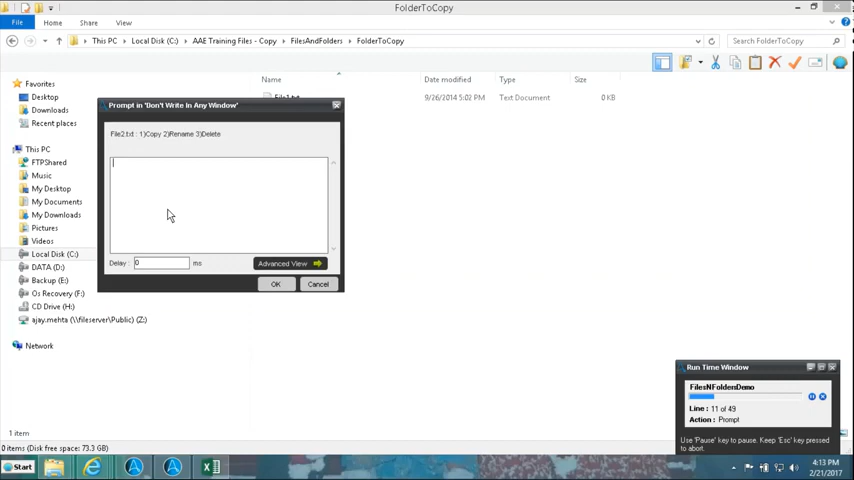 FolderToCopy
File
Home
Share
View
This PC
Local Disk (C:)
AAE Training Files - Copy
FilesAndFolders
FolderToCopy
Search FolderToCopy
Favorites
Desktop
Downloads
Recent places
This PC
FTPShared
Music
My Desktop
My Documents
My Downloads
Pictures
Videos
Local Disk (C:)
DATA (D:)
Backup (E:)
Os Recovery (F:)
CD Drive (H:)
ajay.mehta (\\fileserver\Public) (Z:)
Network
Name
Date modified
Type
Size
File1.txt
9/26/2014 5:02 PM
Text Document
0 KB
Prompt in 'Don't Write In Any Window'
File2.txt : 1)Copy 2)Rename 3)Delete
Delay : 0 ms
Advanced View
OK
Cancel
Run Time Window
FilesNFoldersDemo
Line : 11 of 49
Action : Prompt
Use 'Pause' key to pause. Keep 'Esc' key pressed
to abort.
1 item
0 items (Disk free space: 73.3 GB)
Start
4:13 PM
2/21/2017